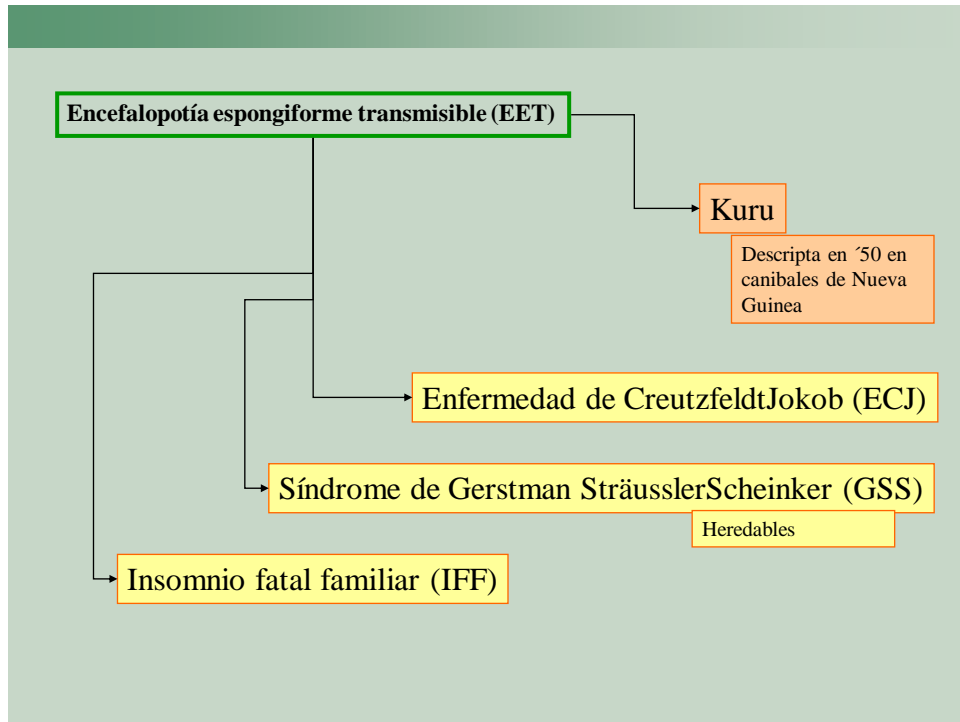 Encefalopotía espongiforme transmisible (EET)
Kuru
Descripta en ´50 en
canibales de Nueva
Guinea
Enfermedad de CreutzfeldtJokob (ECJ)
Síndrome de Gerstman SträusslerScheinker (GSS)
Heredables
Insomnio fatal familiar (IFF)